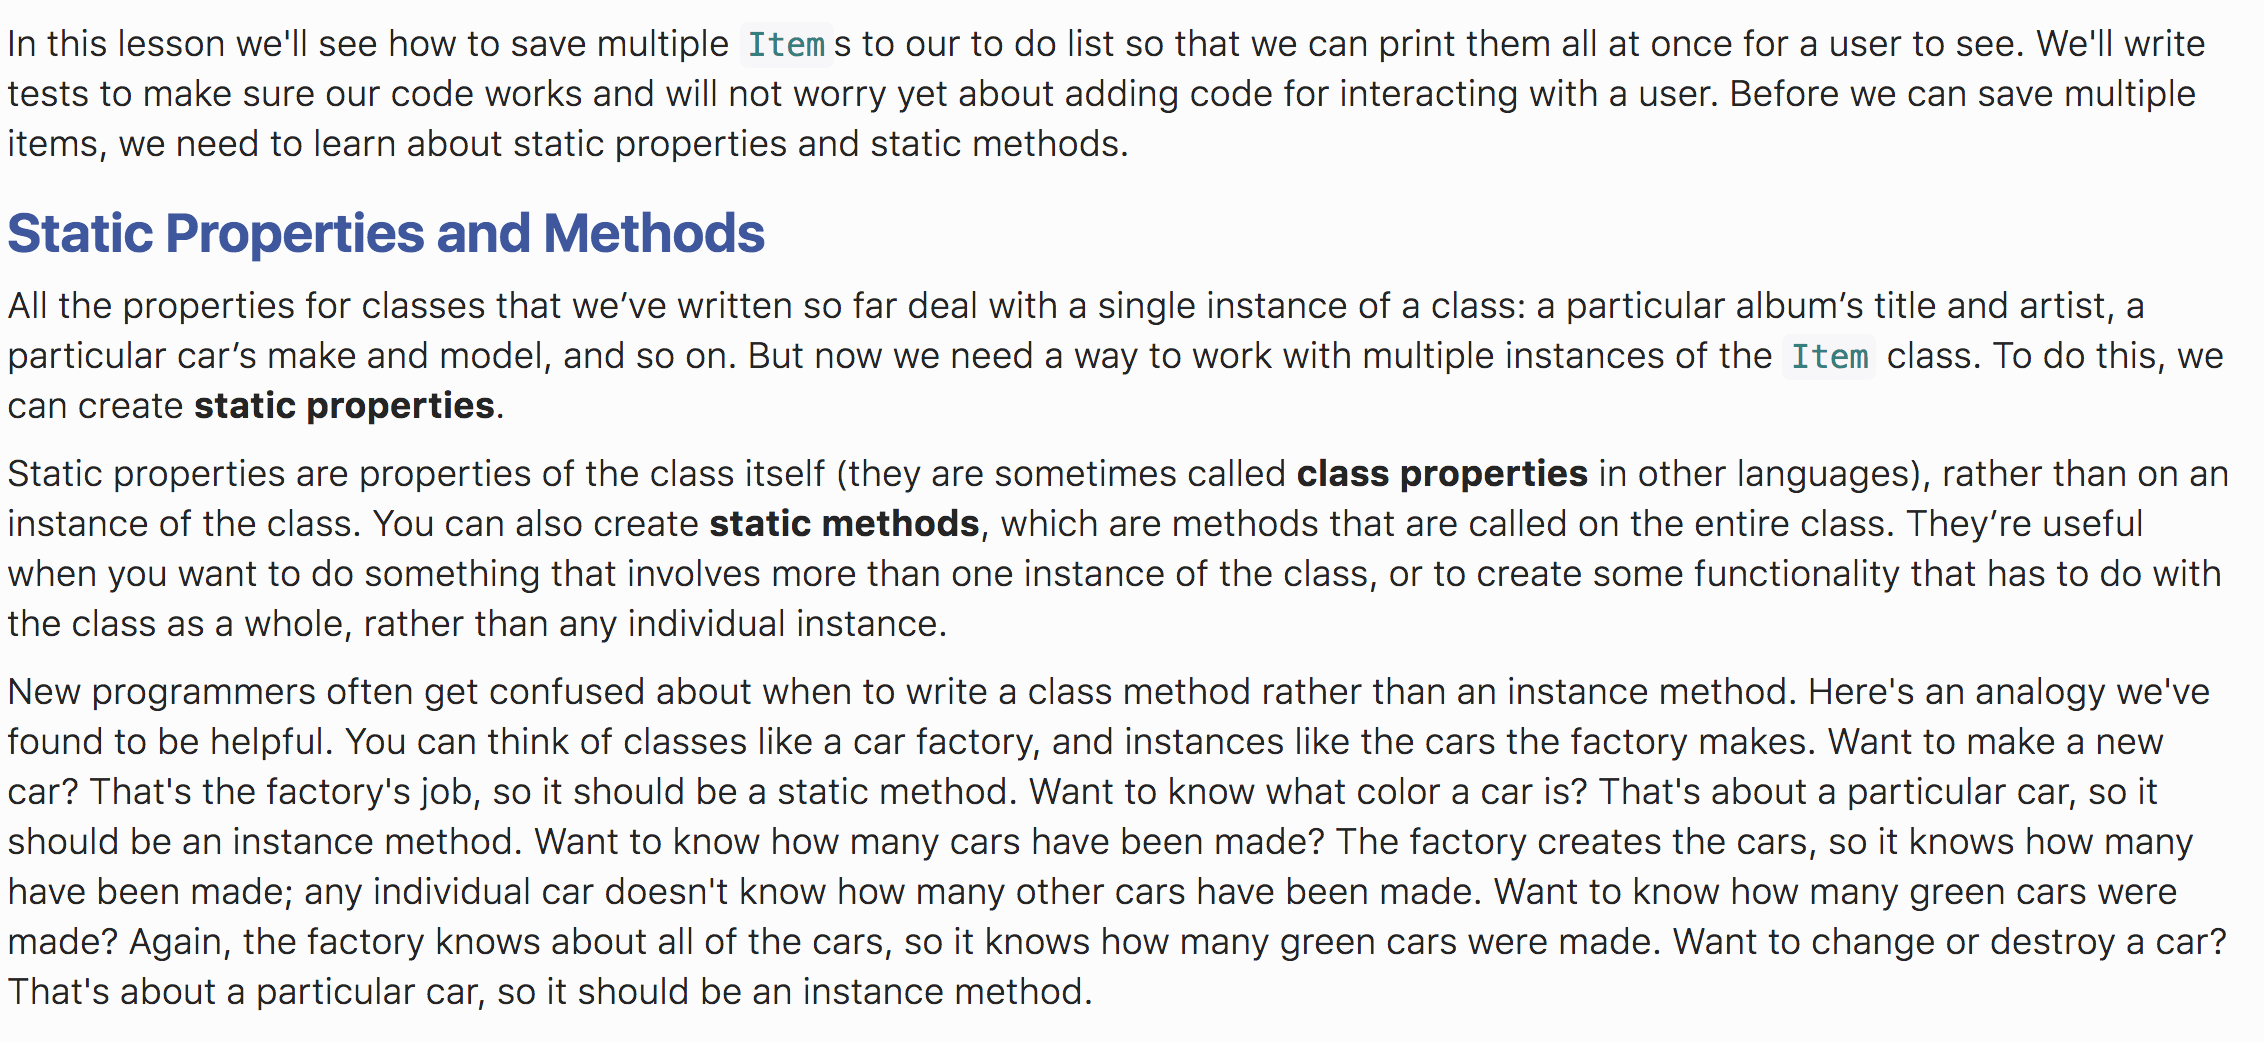 In this lesson we'll see how to save multiple Items to our to do list so that we can print them all at once for a user to see. We'll write
tests to make sure our code works and will not worry yet about adding code for interacting with a user. Before we can save multiple
items, we need to learn about static properties and static methods.
Static Properties and Methods
All the properties for classes that we’ve written so far deal with a single instance of a class: a particular album’s title and artist, a
particular car’s make and model, and so on. But now we need a way to work with multiple instances of the Item class. To do this, we
can create static properties.
Static properties are properties of the class itself (they are sometimes called class properties in other languages), rather than on an
instance of the class. You can also create static methods, which are methods that are called on the entire class. They’re useful
when you want to do something that involves more than one instance of the class, or to create some functionality that has to do with
the class as a whole, rather than any individual instance.
New programmers often get confused about when to write a class method rather than an instance method. Here's an analogy we've
found to be helpful. You can think of classes like a car factory, and instances like the cars the factory makes. Want to make a new
car? That's the factory's job, so it should be a static method. Want to know what color a car is? That's about a particular car, so it
should be an instance method. Want to know how many cars have been made? The factory creates the cars, so it knows how many
have been made; any individual car doesn't know how many other cars have been made. Want to know how many green cars were
made? Again, the factory knows about all of the cars, so it knows how many green cars were made. Want to change or destroy a car?
That's about a particular car, so it should be an instance method.